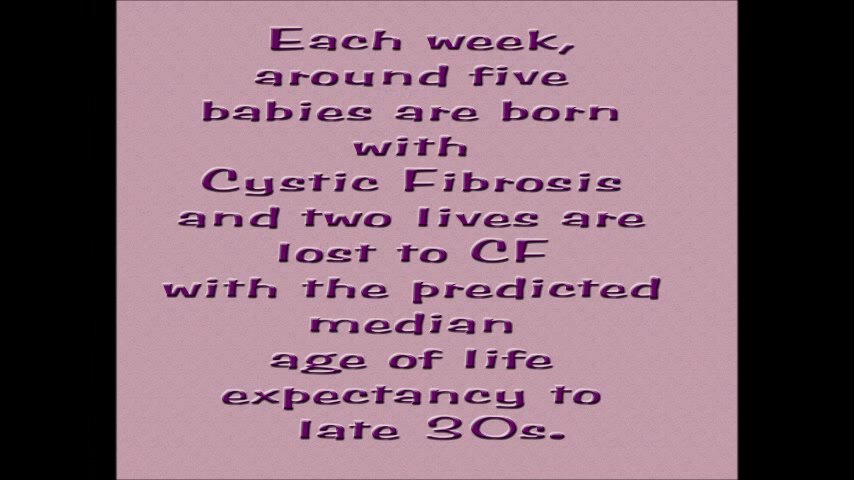 Each week,
around five
babies are born
with
Cystic Fibrosis
and two lives are
lost to CF
with the predicted
median
age of life
expectancy to
late 30s.